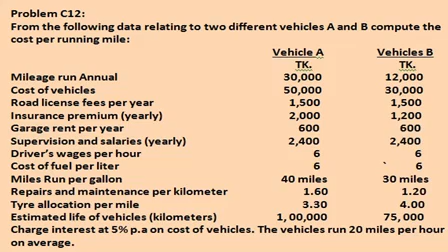 Problem C12:
From the following data relating to two different vehicles A and B compute the
cost per running mile:
Vehicle A Vehicles B
TK. TK.
Mileage run Annual 30,000 12,000
Cost of vehicles 50,000 30,000
Road license fees per year 1,500 1,500
Insurance premium (yearly) 2,000 1,200
Garage rent per year 600 600
Supervision and salaries (yearly) 2,400 2,400
Driver's wages per hour 6 6
Cost of fuel per liter 6 ` 6
Miles Run per gallon 40 miles 30 miles
Repairs and maintenance per kilometer 1.60 1.20
Tyre allocation per mile 3.30 4.00
Estimated life of vehicles (kilometers) 1, 00,000 75,000
Charge interest at 5% p.a on cost of vehicles. The vehicles run 20 miles per hour
on average.